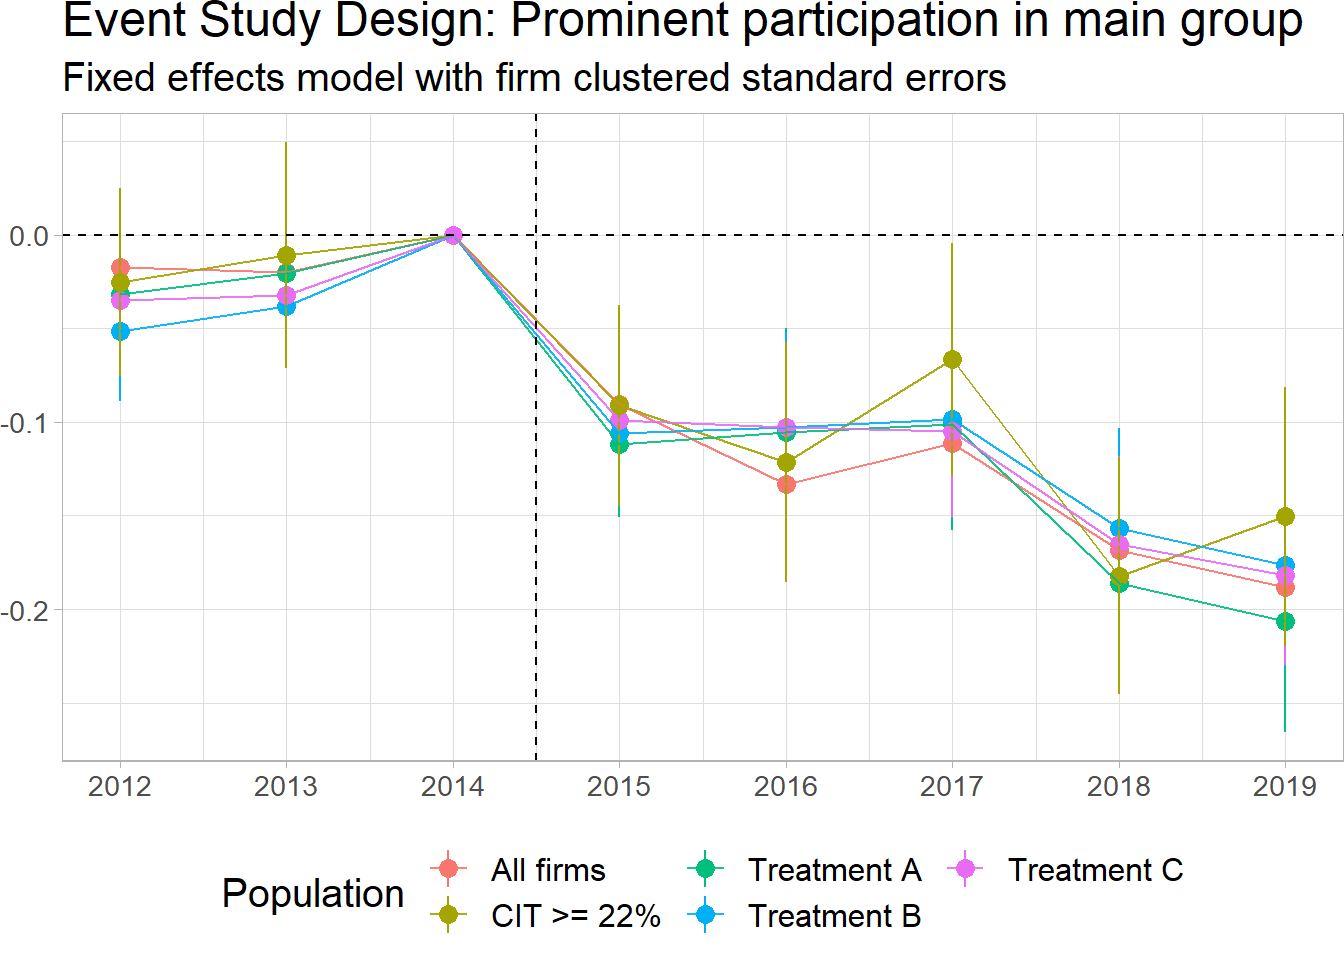 Event Study Design: Prominent participation in main group
Fixed effects model with firm clustered standard errors
0.0
-0.1
-0.2
2012 2013 2014 2015 2016 2017 2018 2019
Population
All firms Treatment A Treatment C
CIT >= 22% Treatment B